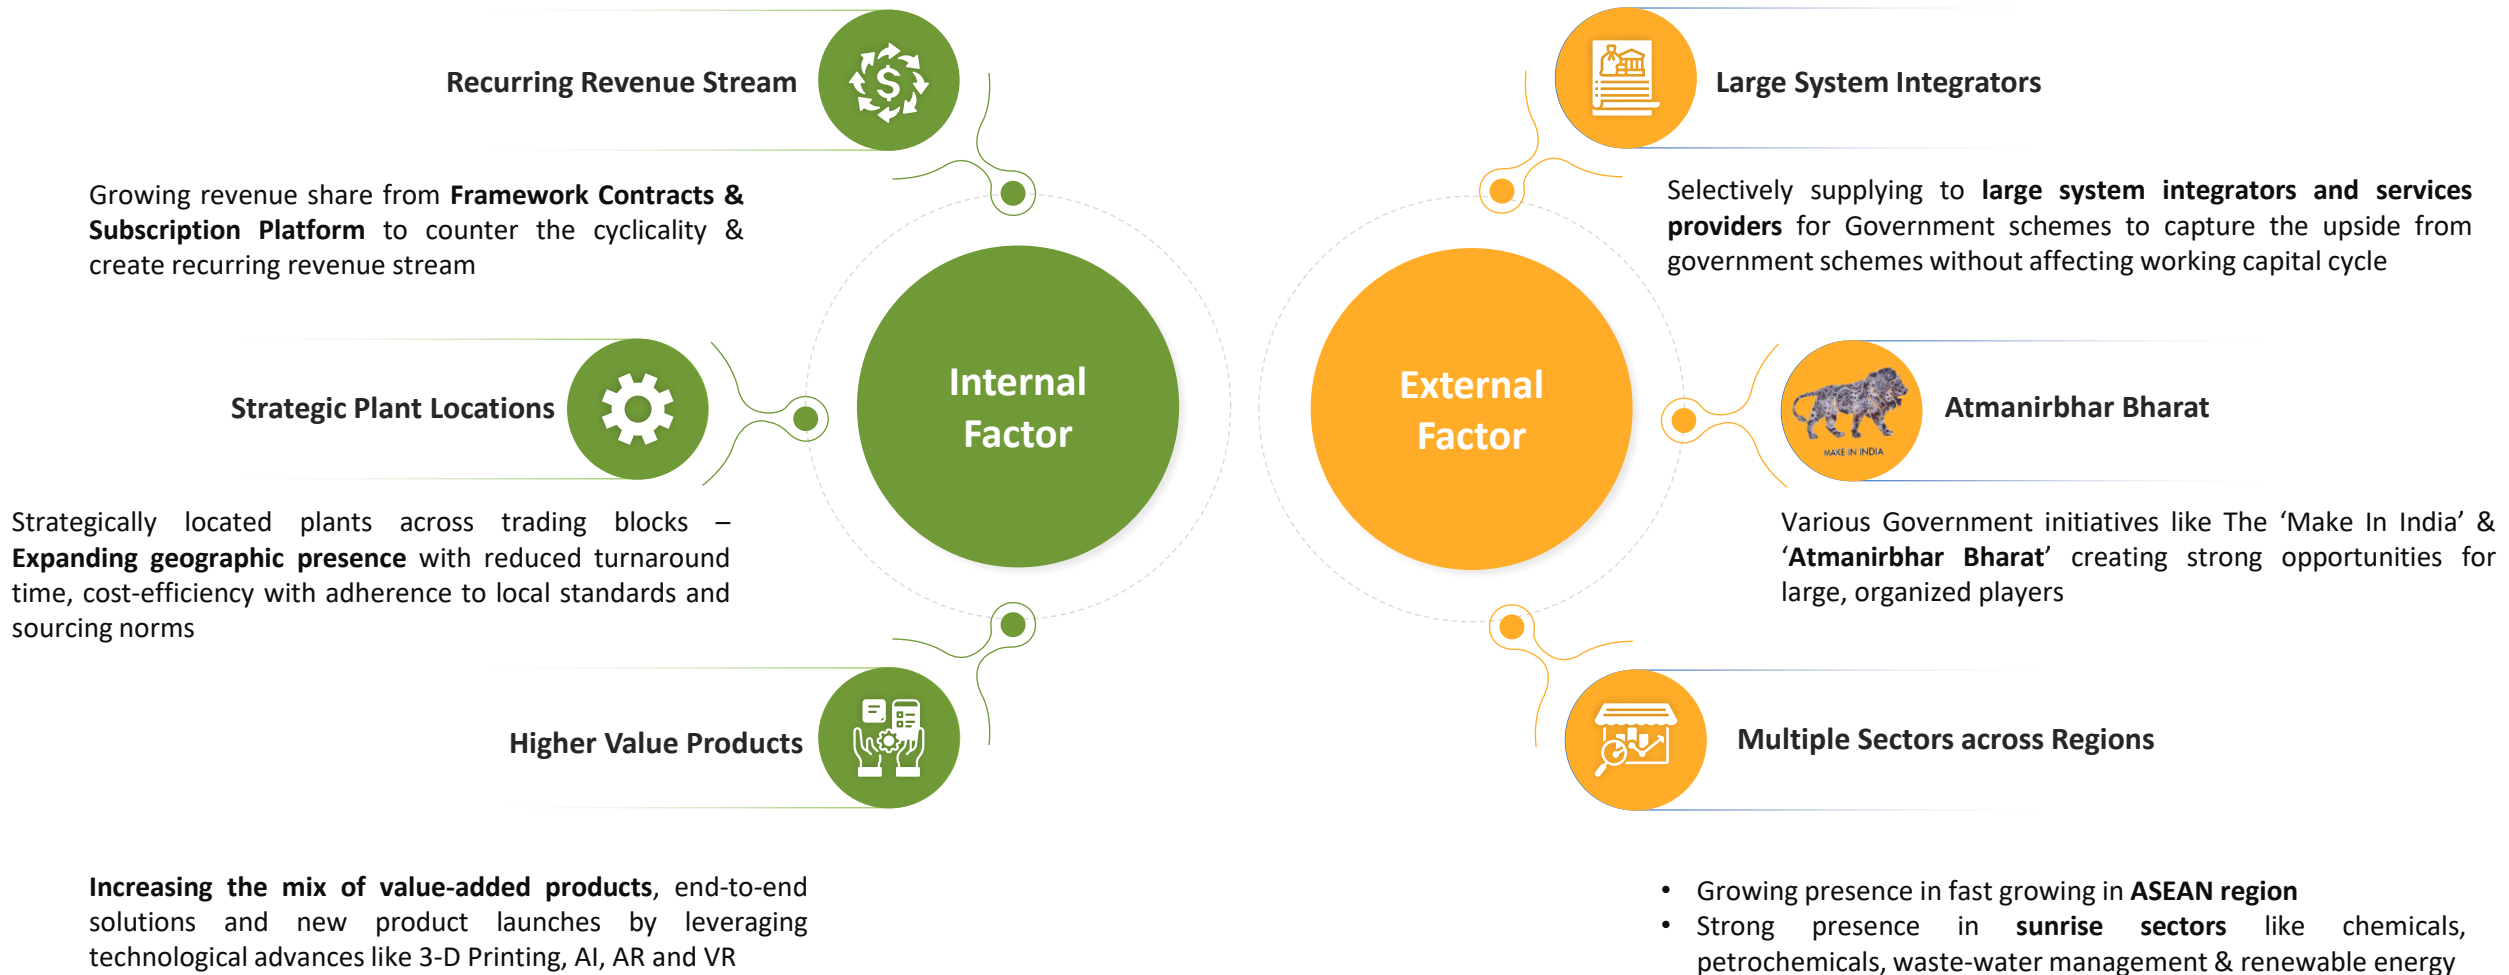 Recurring Revenue Stream
Growing revenue share from Framework Contracts &
Subscription Platform to counter the cyclicality &
create recurring revenue stream
Strategic Plant Locations
Strategically located plants across trading blocks –
Expanding geographic presence with reduced turnaround
time, cost-efficiency with adherence to local standards and
sourcing norms
Higher Value Products
Increasing the mix of value-added products, end-to-end
solutions and new product launches by leveraging
technological advances like 3-D Printing, AI, AR and VR
Internal
Factor
External
Factor
Large System Integrators
Selectively supplying to large system integrators and services
providers for Government schemes to capture the upside from
government schemes without affecting working capital cycle
MAKE IN INDIA
Atmanirbhar Bharat
Various Government initiatives like The ‘Make In India’ &
‘Atmanirbhar Bharat’ creating strong opportunities for
large, organized players
Multiple Sectors across Regions
• Growing presence in fast growing in ASEAN region
• Strong presence in sunrise sectors like chemicals,
petrochemicals, waste-water management & renewable energy